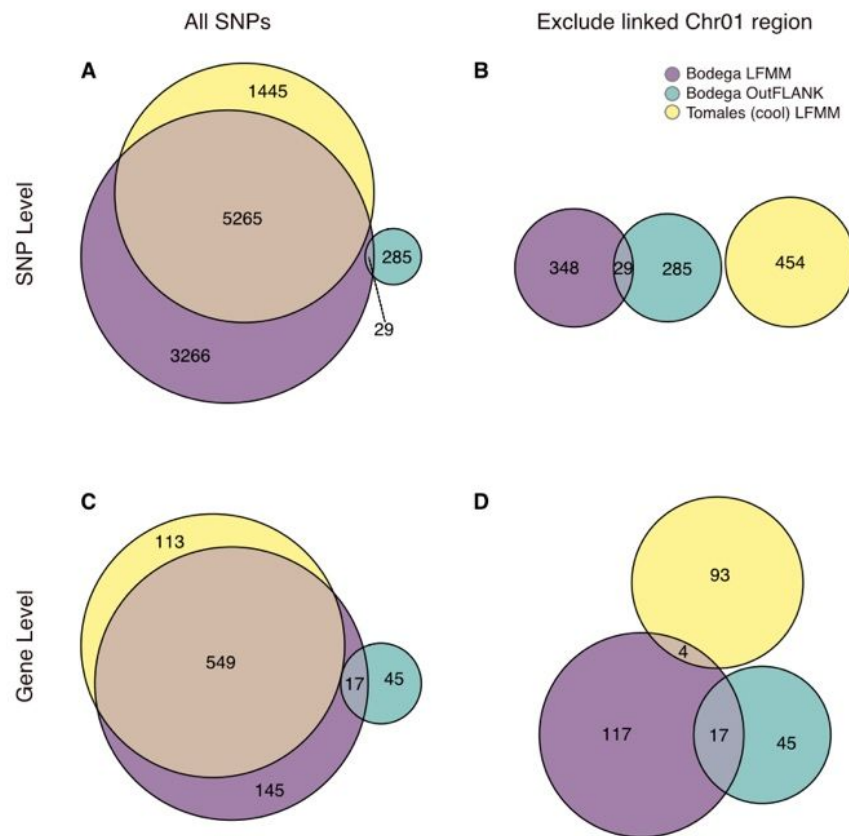 All SNPs
Exclude linked Chr01 region
A
B
Bodega LFMM
Bodega OutFLANK
Tomales (cool) LFMM
SNP Level
1445
5265
285
29
3266
348
29
285
454
C
D
Gene Level
113
549
17
45
145
93
4
117
17
45